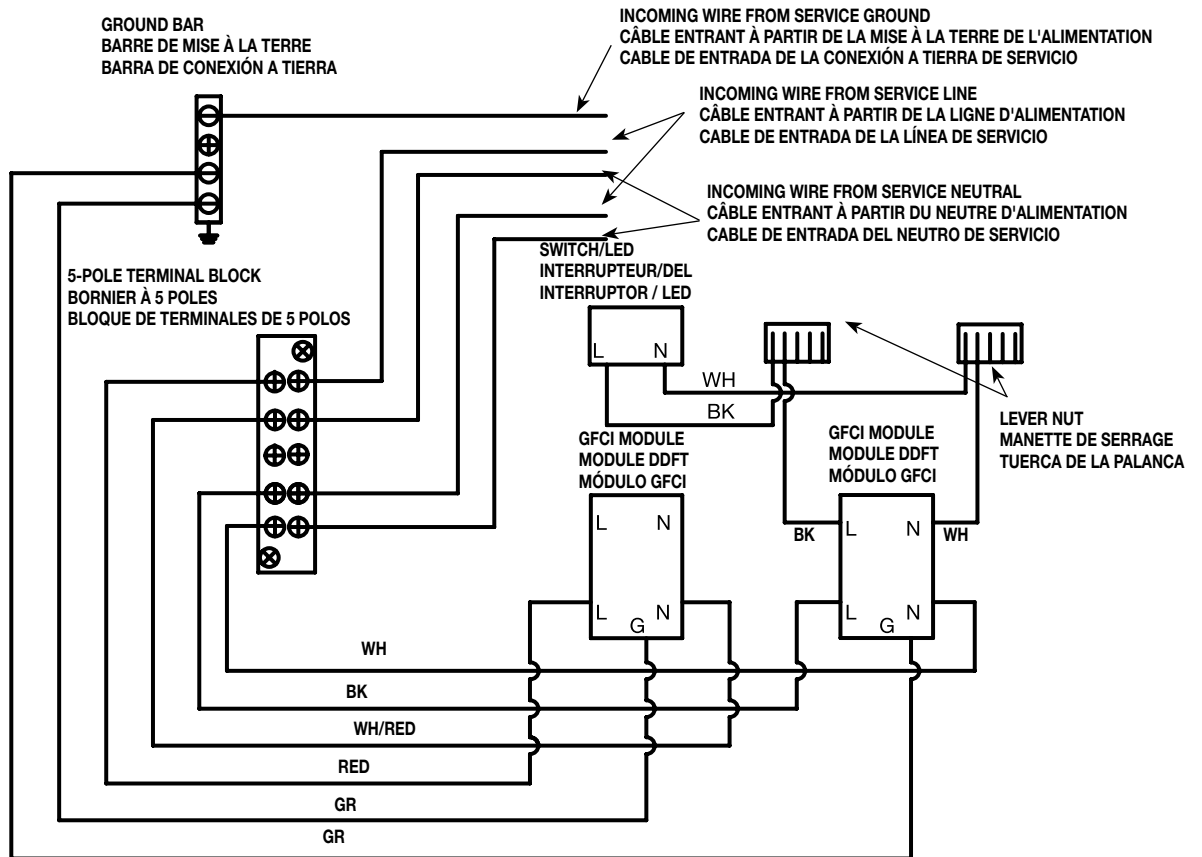 GROUND BAR
BARRE DE MISE À LA TERRE
BARRA DE CONEXIÓN A TIERRA
INCOMING WIRE FROM SERVICE GROUND
CÂBLE ENTRANT À PARTIR DE LA MISE À LA TERRE DE L'ALIMENTATION
CABLE DE ENTRADA DE LA CONEXIÓN A TIERRA DE SERVICIO
INCOMING WIRE FROM SERVICE LINE
CÂBLE ENTRANT À PARTIR DE LA LIGNE D'ALIMENTATION
CABLE DE ENTRADA DE LA LÍNEA DE SERVICIO
INCOMING WIRE FROM SERVICE NEUTRAL
CÂBLE ENTRANT À PARTIR DU NEUTRE D'ALIMENTATION
CABLE DE ENTRADA DEL NEUTRO DE SERVICIO
5-POLE TERMINAL BLOCK
BORNIER À 5 POLES
BLOQUE DE TERMINALES DE 5 POLOS
SWITCH/LED
INTERRUPTEUR/DEL
INTERRUPTOR / LED
L N
WH
BK
LEVER NUT
MANETTE DE SERRAGE
TUERCA DE LA PALANCA
GFCI MODULE
MODULE DDFT
MÓDULO GFCI
L N
L N
G
GFCI MODULE
MODULE DDFT
MÓDULO GFCI
BK L N WH
L N
G
WH
BK
WH/RED
RED
GR
GR